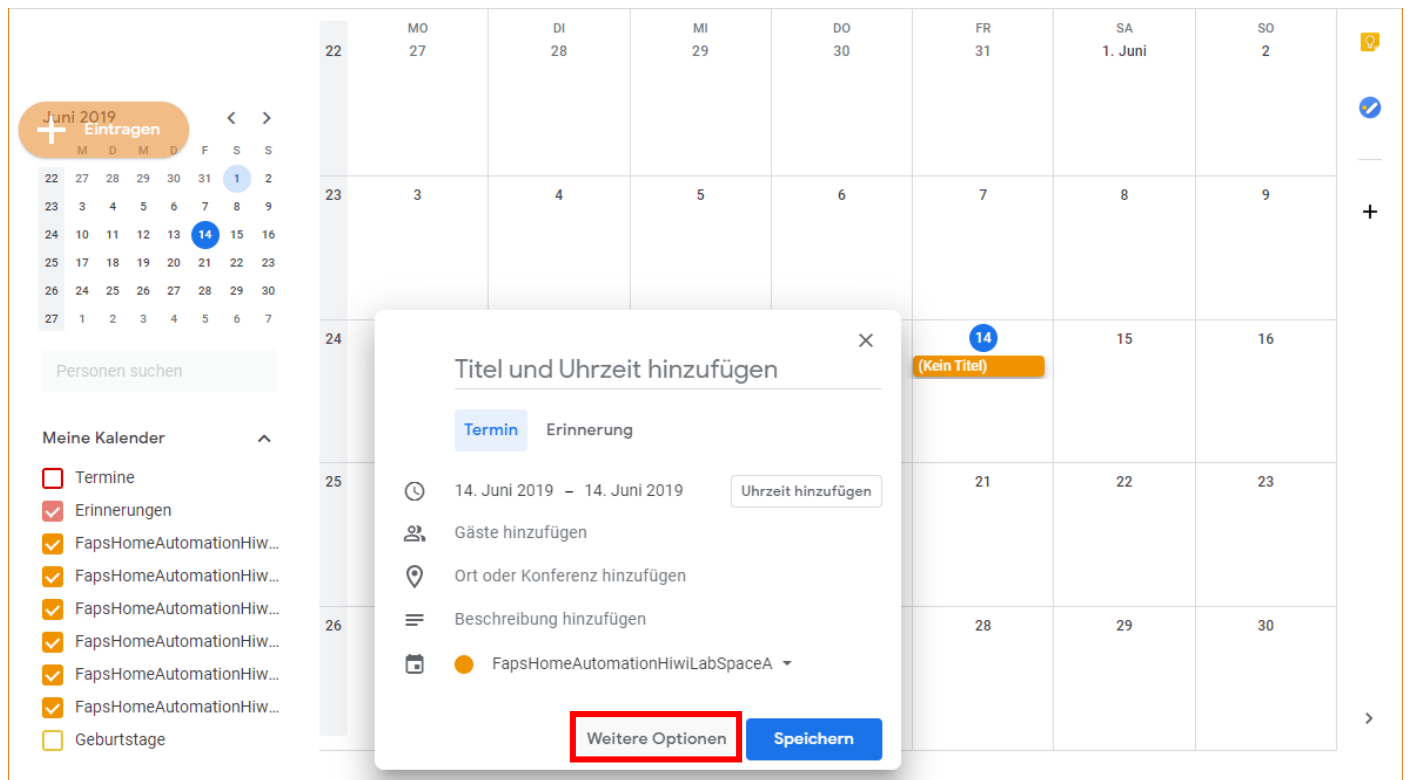 MO DI MI DO FR SA SO
22 27 28 29 30 31 1. Juni 2
Juni 2019
Eintragen
M D M D F S S
22 27 28 29 30 31 1 2
23 3 4 5 6 7 8 9
24 10 11 12 13 14 15 16
25 17 18 19 20 21 22 23
26 24 25 26 27 28 29 30
27 1 2 3 4 5 6 7
Personen suchen
Meine Kalender
Termine
Erinnerungen
FapsHomeAutomationHiw...
FapsHomeAutomationHiw...
FapsHomeAutomationHiw...
FapsHomeAutomationHiw...
FapsHomeAutomationHiw...
FapsHomeAutomationHiw...
Geburtstage
23 3 4 5 6 7 8 9
24 14 15 16
(Kein Titel)
25 21 22 23
26 28 29 30
Titel und Uhrzeit hinzufügen
Termin Erinnerung
14. Juni 2019 – 14. Juni 2019 Uhrzeit hinzufügen
Gäste hinzufügen
Ort oder Konferenz hinzufügen
Beschreibung hinzufügen
FapsHomeAutomationHiwiLabSpaceA
Weitere Optionen Speichern